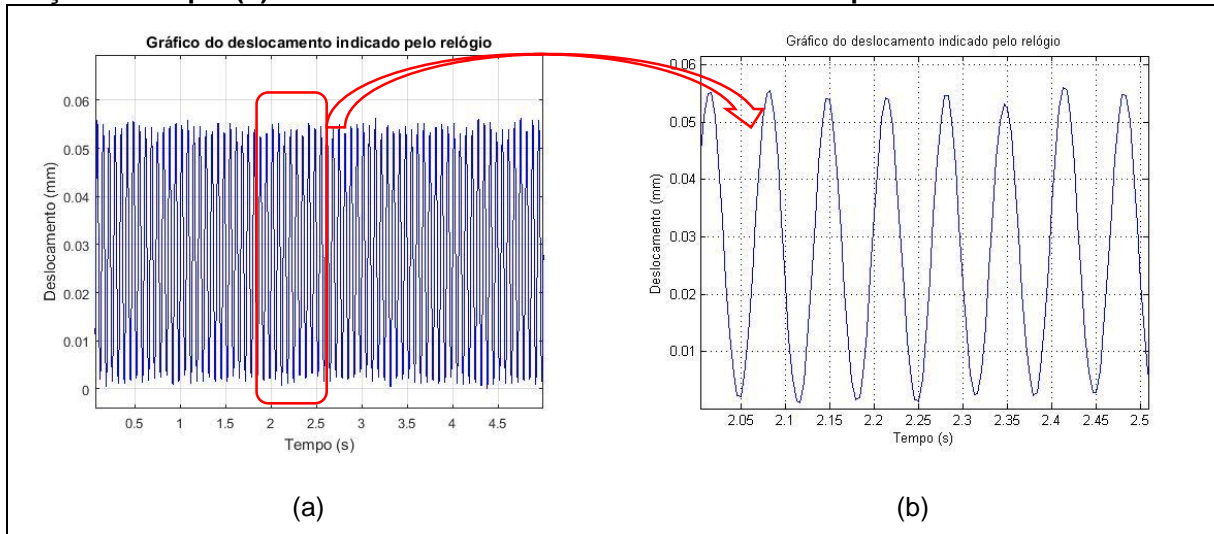 Gráfico do deslocamento indicado pelo relógio
0.06
0.05
0.04
0.03
0.02
0.01
0
Deslocamento (mm)
0.5 1 1.5 2 2.5 3 3.5 4 4.5
Tempo (s)
(a)
Gráfico do deslocamento indicado pelo relógio
0.06
0.05
0.04
0.03
0.02
0.01
Deslocamento (mm)
2.05 2.1 2.15 2.2 2.25 2.3 2.35 2.4 2.45 2.5
Tempo (s)
(b)